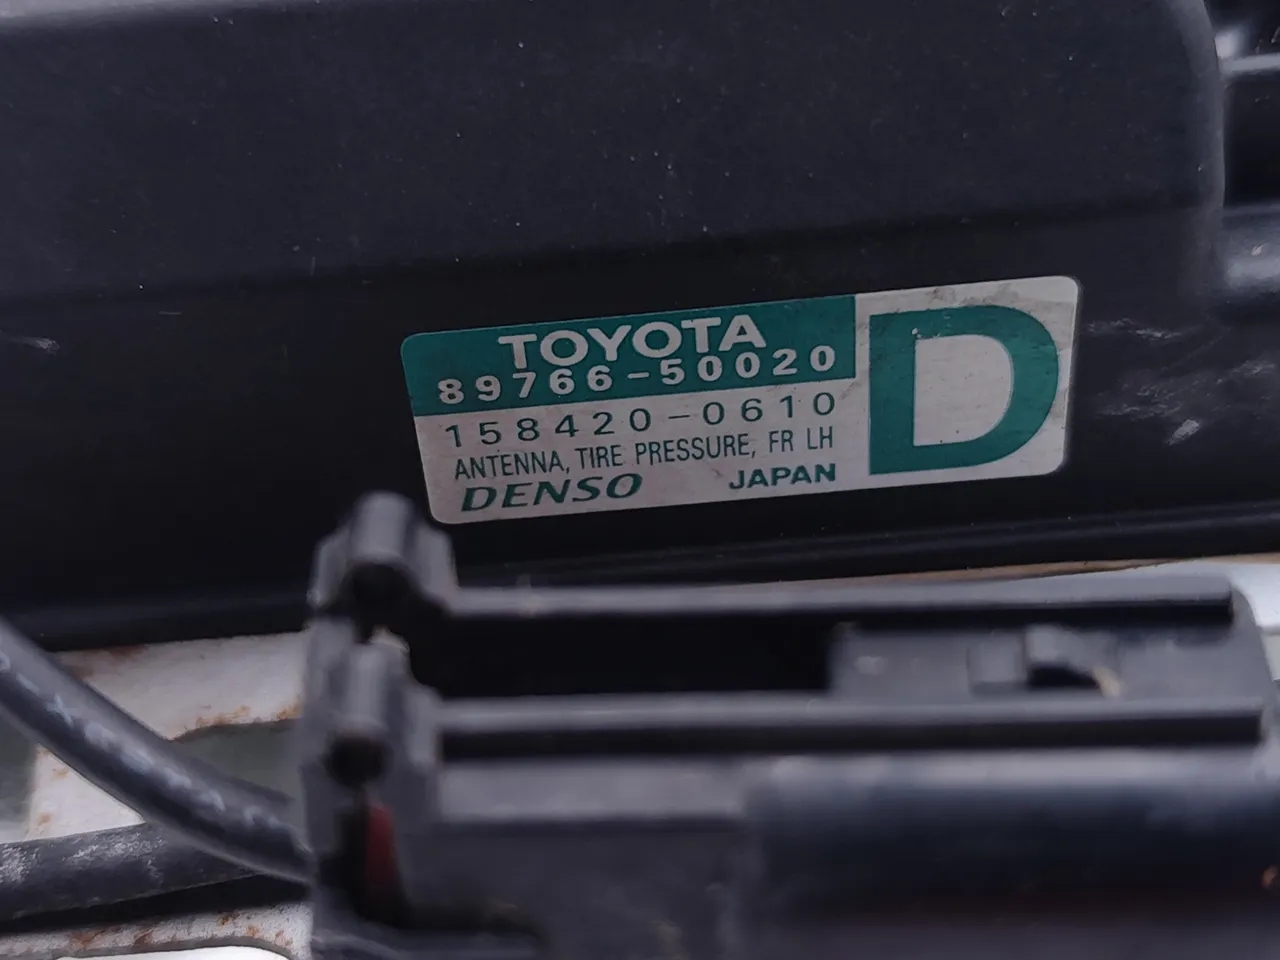 TOYOTA
89766-50020
158420-0610
ANTENNA, TIRE PRESSURE, FR LH
DENSO JAPAN
D